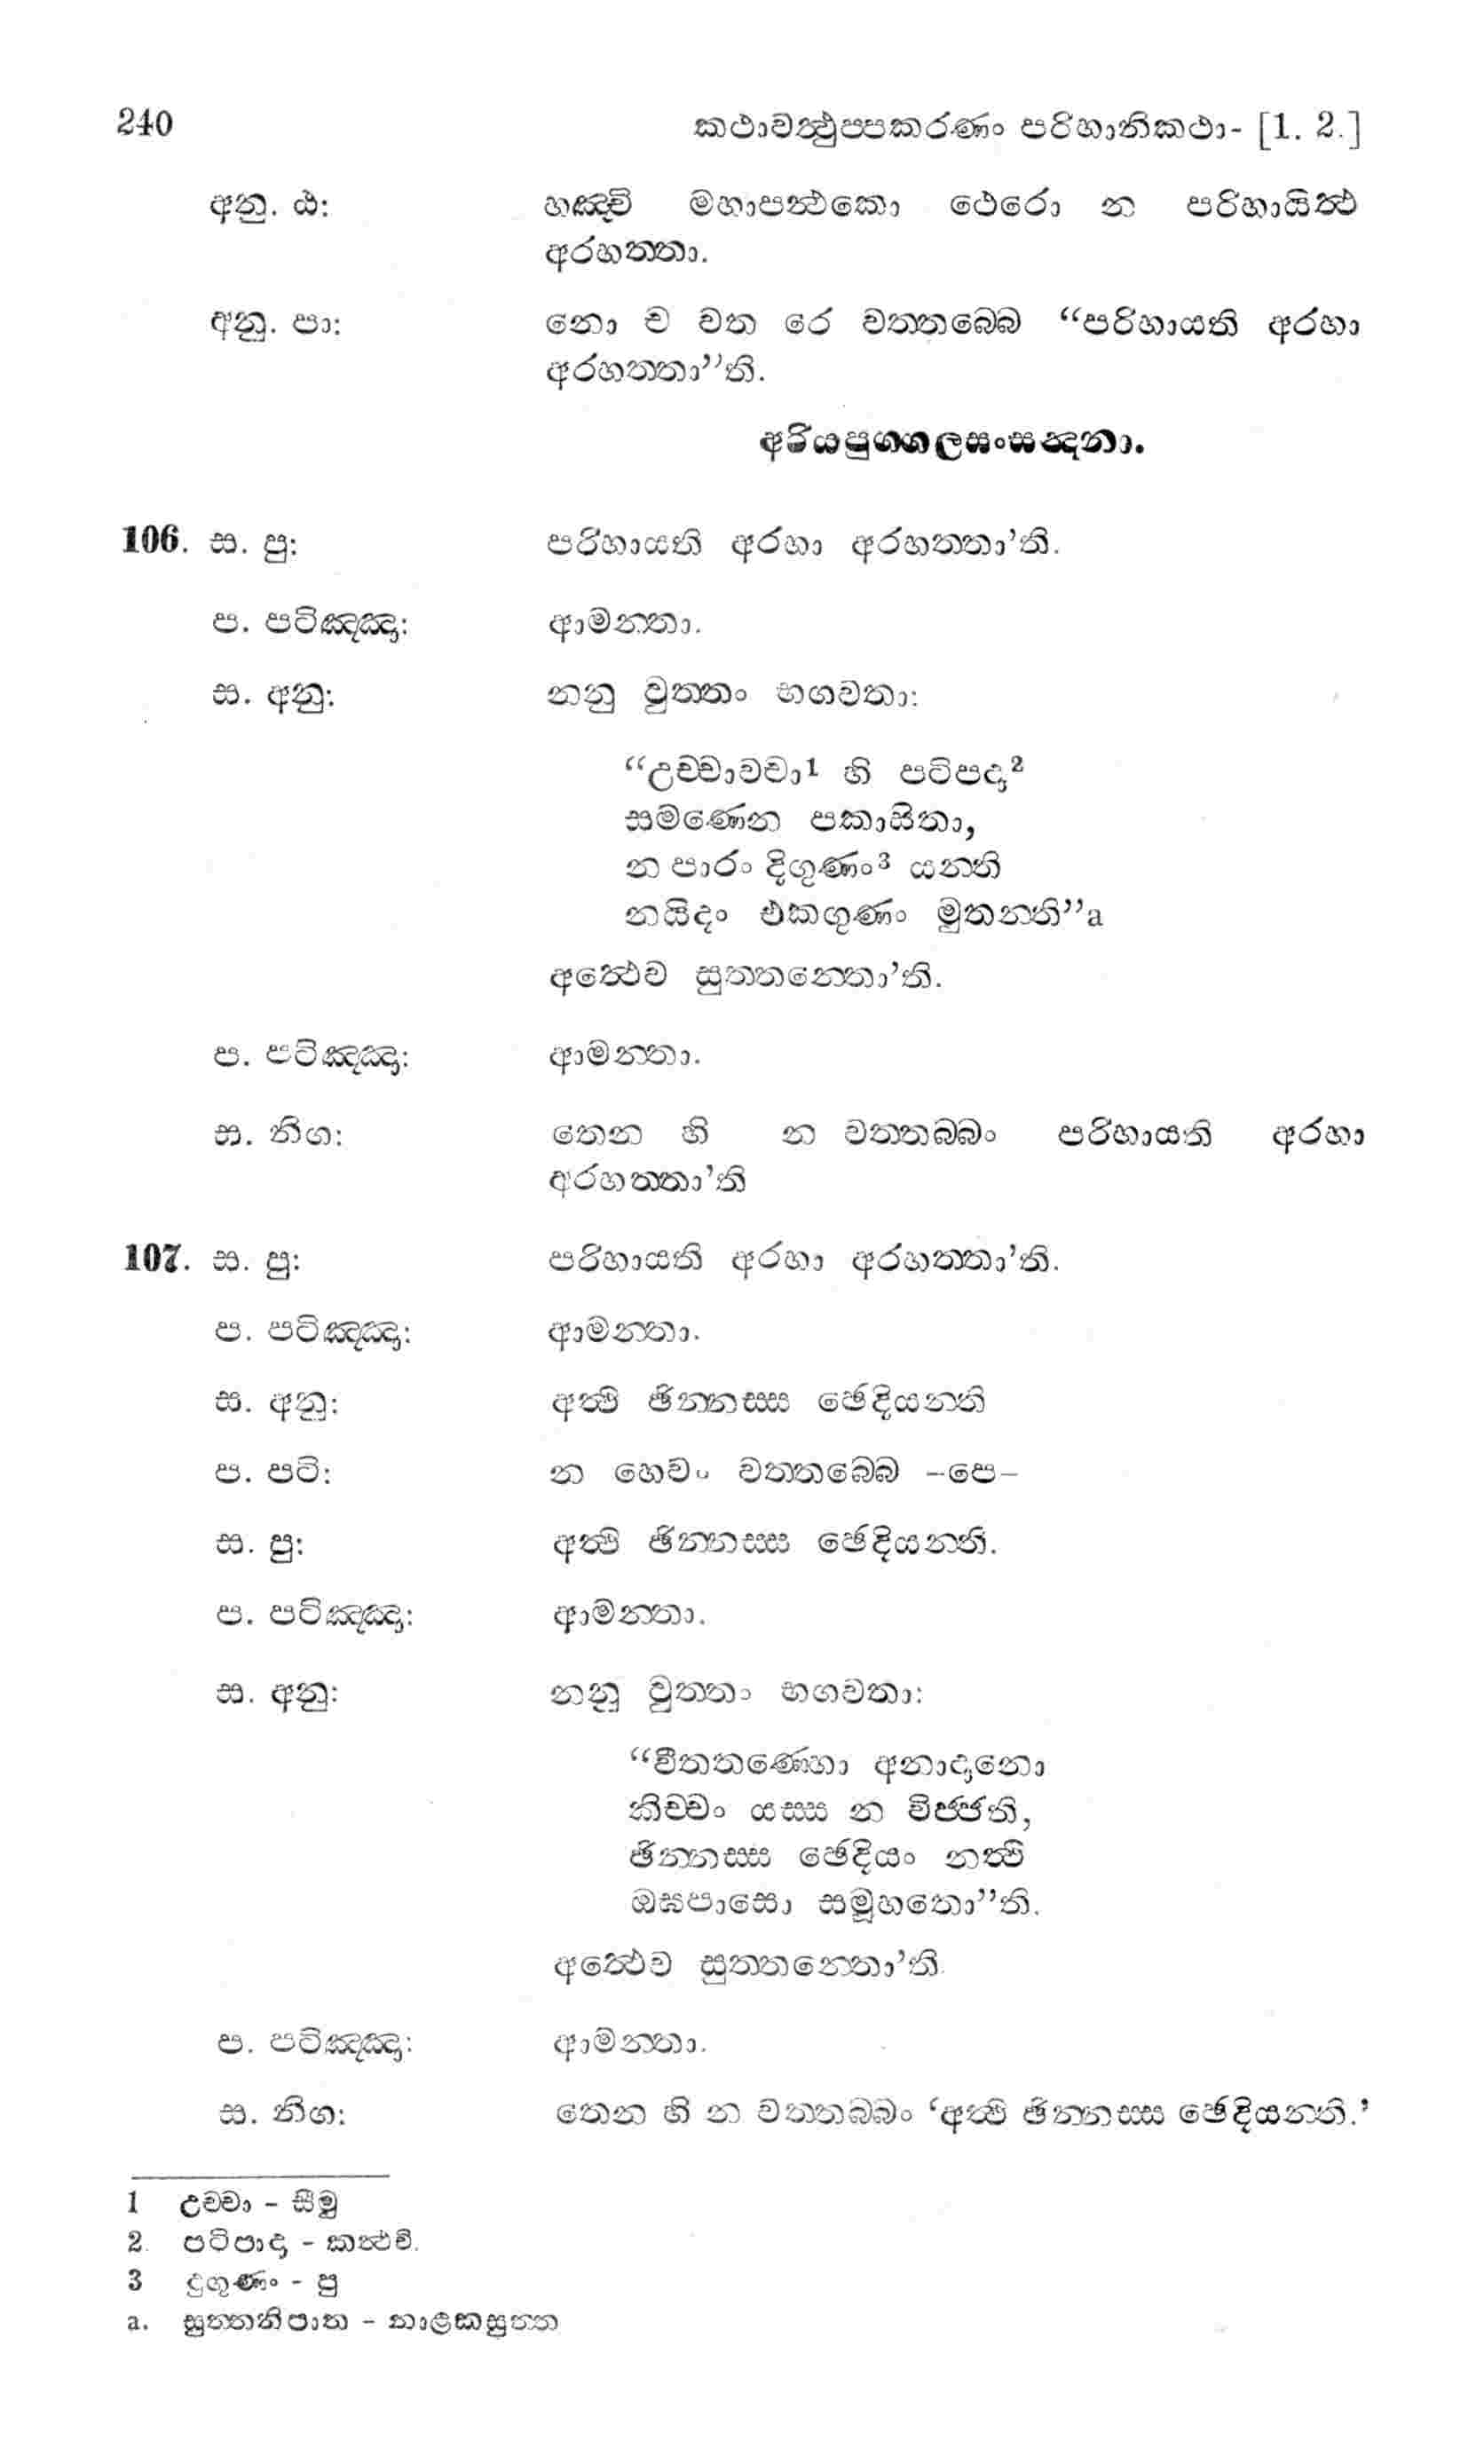 240 කථාවත්ථුප්පකරණං පරිහානිකථා- [1. 2.]
අනු. ඨ: හඤ්චි මහාපන්ථකො ථෙරො න පරිහායිත්ථ
අරහත්තා.
අනු. පා: නො ච වත රෙ වත්තබ්බෙ “පරිහායති අරහා
අරහත්තා”ති.
අරියපුග්ගලසංසන්දනා.
106. ස. පු: පරිහායති අරහා අරහත්තා’ති.
ප. පටිඤ්ඤා: ආමන්තා.
ස. අනු: නනු වුත්තං භගවතා:
“උච්චාවචා1 හි පටිපදා2
සමණෙන පකාසිතා,
න පාරං දිගුණං3 යන්ති
නයිදං එකගුණං මුතන්ති”a
අත්ථෙව සුත්තන්තො’ති.
ප. පටිඤ්ඤා: ආමන්තා.
ස. නිග: තෙන හි න වත්තබ්බං පරිහායති අරහා
අරහත්තා’ති
107. ස. පු: පරිහායති අරහා අරහත්තා’ති.
ප. පටිඤ්ඤා: ආමන්තා.
ස. අනු: අත්ථි ඡින්නස්ස ඡෙදියන්ති
ප. පටි: න හෙවං වත්තබ්බෙ –පෙ–
ස. පු: අත්ථි ඡින්නස්ස ඡෙදියන්ති.
ප. පටිඤ්ඤා: ආමන්තා.
ස. අනු: නනු වුත්තං භගවතා:
“වීතතණ්හො අනාදානො
කිච්චං යස්ස න විජ්ජති,
ඡින්නස්ස ඡෙදියං නත්ථි
ඔඝපාසො සමූහතො”ති.
අත්ථෙව සුත්තන්තො’ති.
ප. පටිඤ්ඤා: ආමන්තා.
ස. නිග: තෙන හි න වත්තබ්බං ‘අත්ථි ඡින්නස්ස ඡෙදියන්ති.’
1 උච්චා - සීමු
2. පටිපාදා - කත්ථචි.
3 දුගුණං - පු
a. සුත්තනිපාත - නාළකසුත්ත